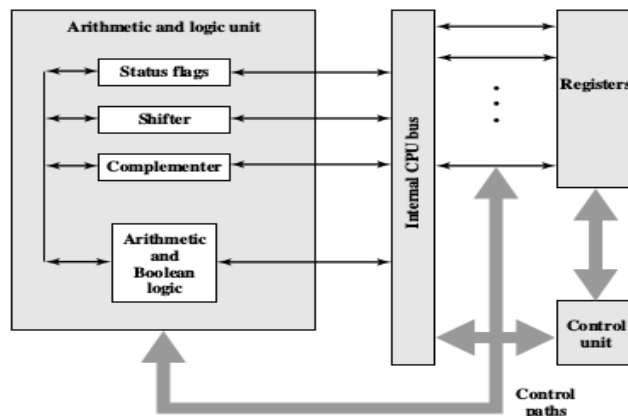 Arithmetic and logic unit
Status flags
Shifter
Complementer
Arithmetic
and
Boolean
logic
Internal CPU bus
Registers
Control
unit
Control
paths